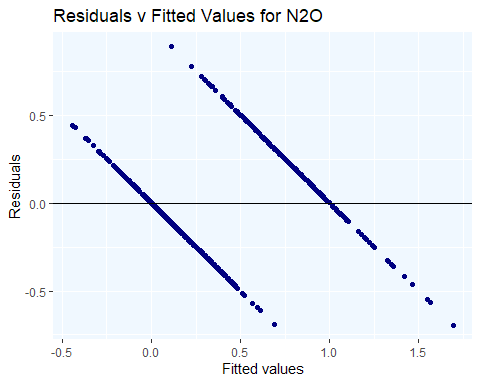 Residuals v Fitted Values for N2O
Residuals
0.5
0.0
-0.5
-0.5 0.0 0.5 1.0 1.5
Fitted values